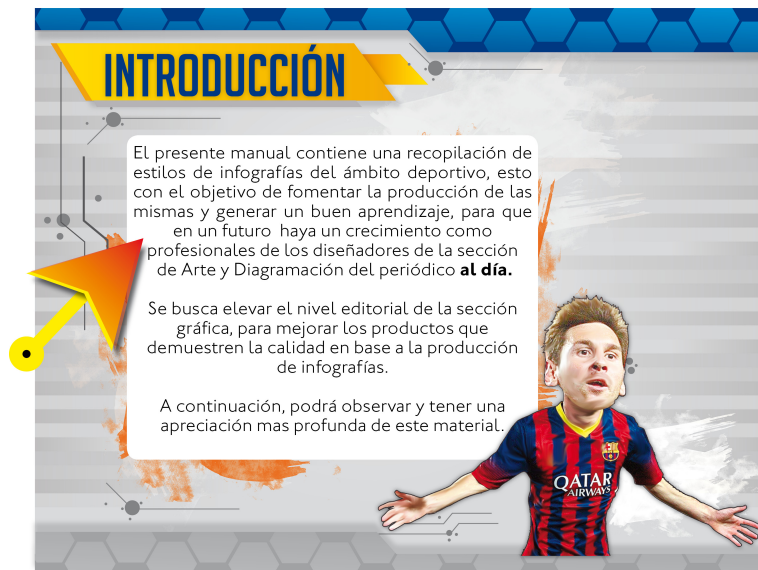 INTRODUCCIÓN
El presente manual contiene una recopilación de
estilos de infografías del ámbito deportivo, esto
con el objetivo de fomentar la producción de las
mismas y generar un buen aprendizaje, para que
en un futuro haya un crecimiento como
profesionales de los diseñadores de la sección
de Arte y Diagramación del periódico al día.
Se busca elevar el nivel editorial de la sección
gráfica, para mejorar los productos que
demuestren la calidad en base a la producción
de infografías.
A continuación, podrá observar y tener una
apreciación mas profunda de este material.
QATAR
AIRWAYS